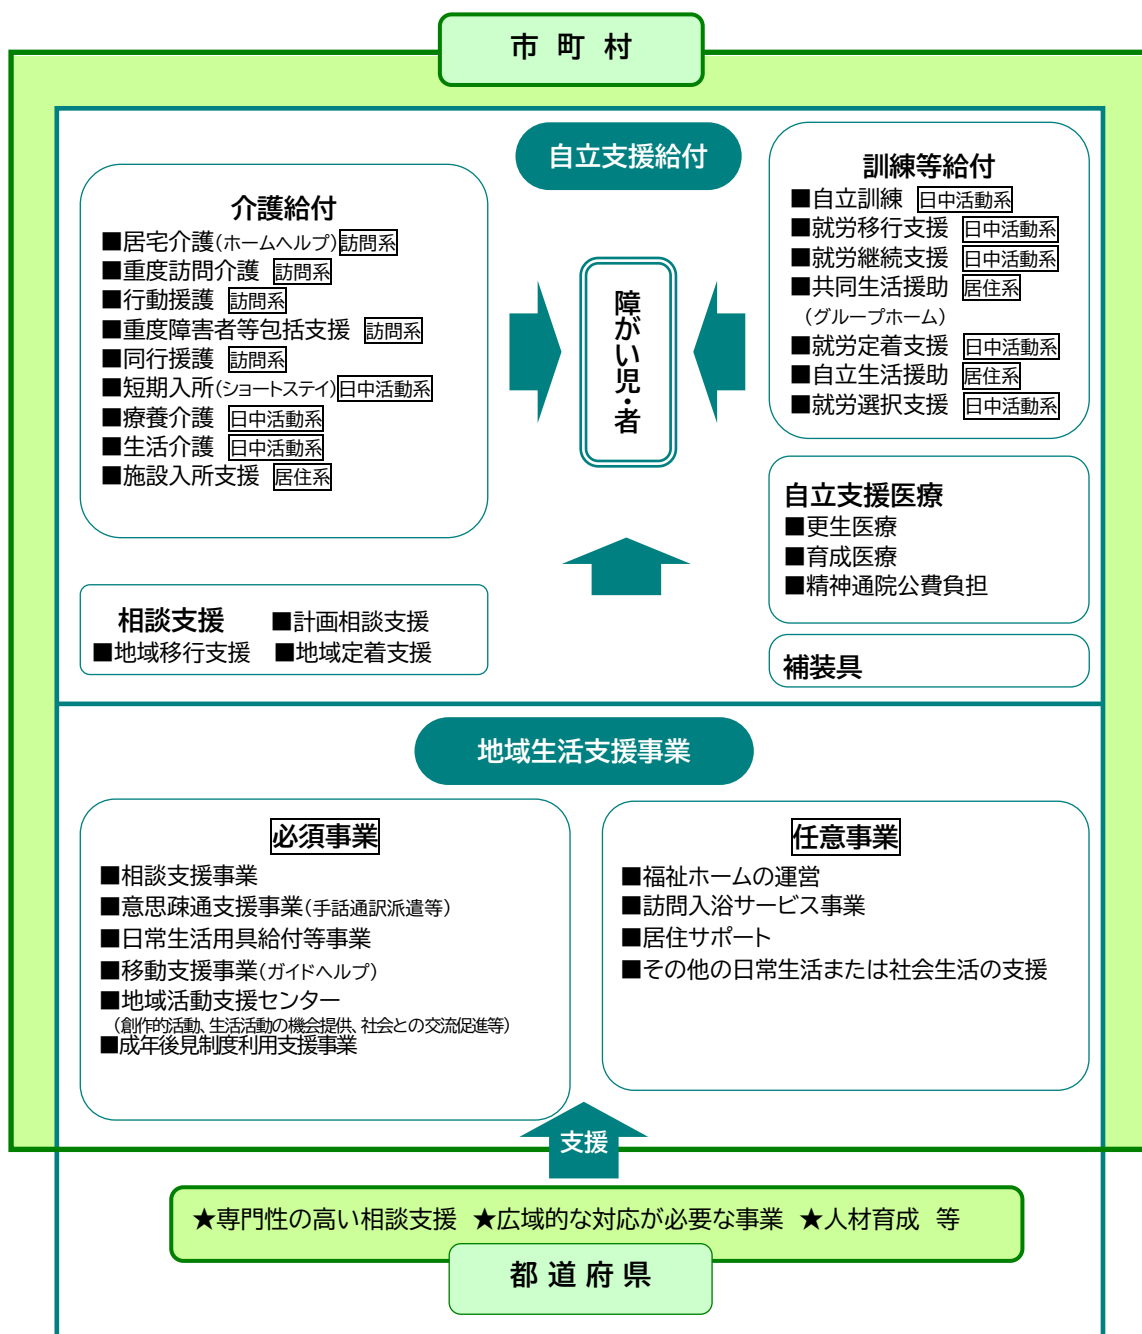 市 町 村
自立支援給付
介護給付
■居宅介護(ホームヘルプ) 訪問系
■重度訪問介護 訪問系
■行動援護 訪問系
■重度障害者等包括支援 訪問系
■同行援護 訪問系
■短期入所(ショートステイ) 日中活動系
■療養介護 日中活動系
■生活介護 日中活動系
■施設入所支援 居住系
障がい児・者
訓練等給付
■自立訓練 日中活動系
■就労移行支援 日中活動系
■就労継続支援 日中活動系
■共同生活援助 居住系
(グループホーム)
■就労定着支援 日中活動系
■自立生活援助 居住系
■就労選択支援 日中活動系
自立支援医療
■更生医療
■育成医療
■精神通院公費負担
相談支援 ■計画相談支援
■地域移行支援 ■地域定着支援
補装具
地域生活支援事業
必須事業
■相談支援事業
■意思疎通支援事業(手話通訳派遣等)
■日常生活用具給付等事業
■移動支援事業(ガイドヘルプ)
■地域活動支援センター
(創作的活動、生活活動の機会提供、社会との交流促進等)
■成年後見制度利用支援事業
任意事業
■福祉ホームの運営
■訪問入浴サービス事業
■居住サポート
■その他の日常生活または社会生活の支援
支援
★専門性の高い相談支援 ★広域的な対応が必要な事業 ★人材育成 等
都 道 府 県